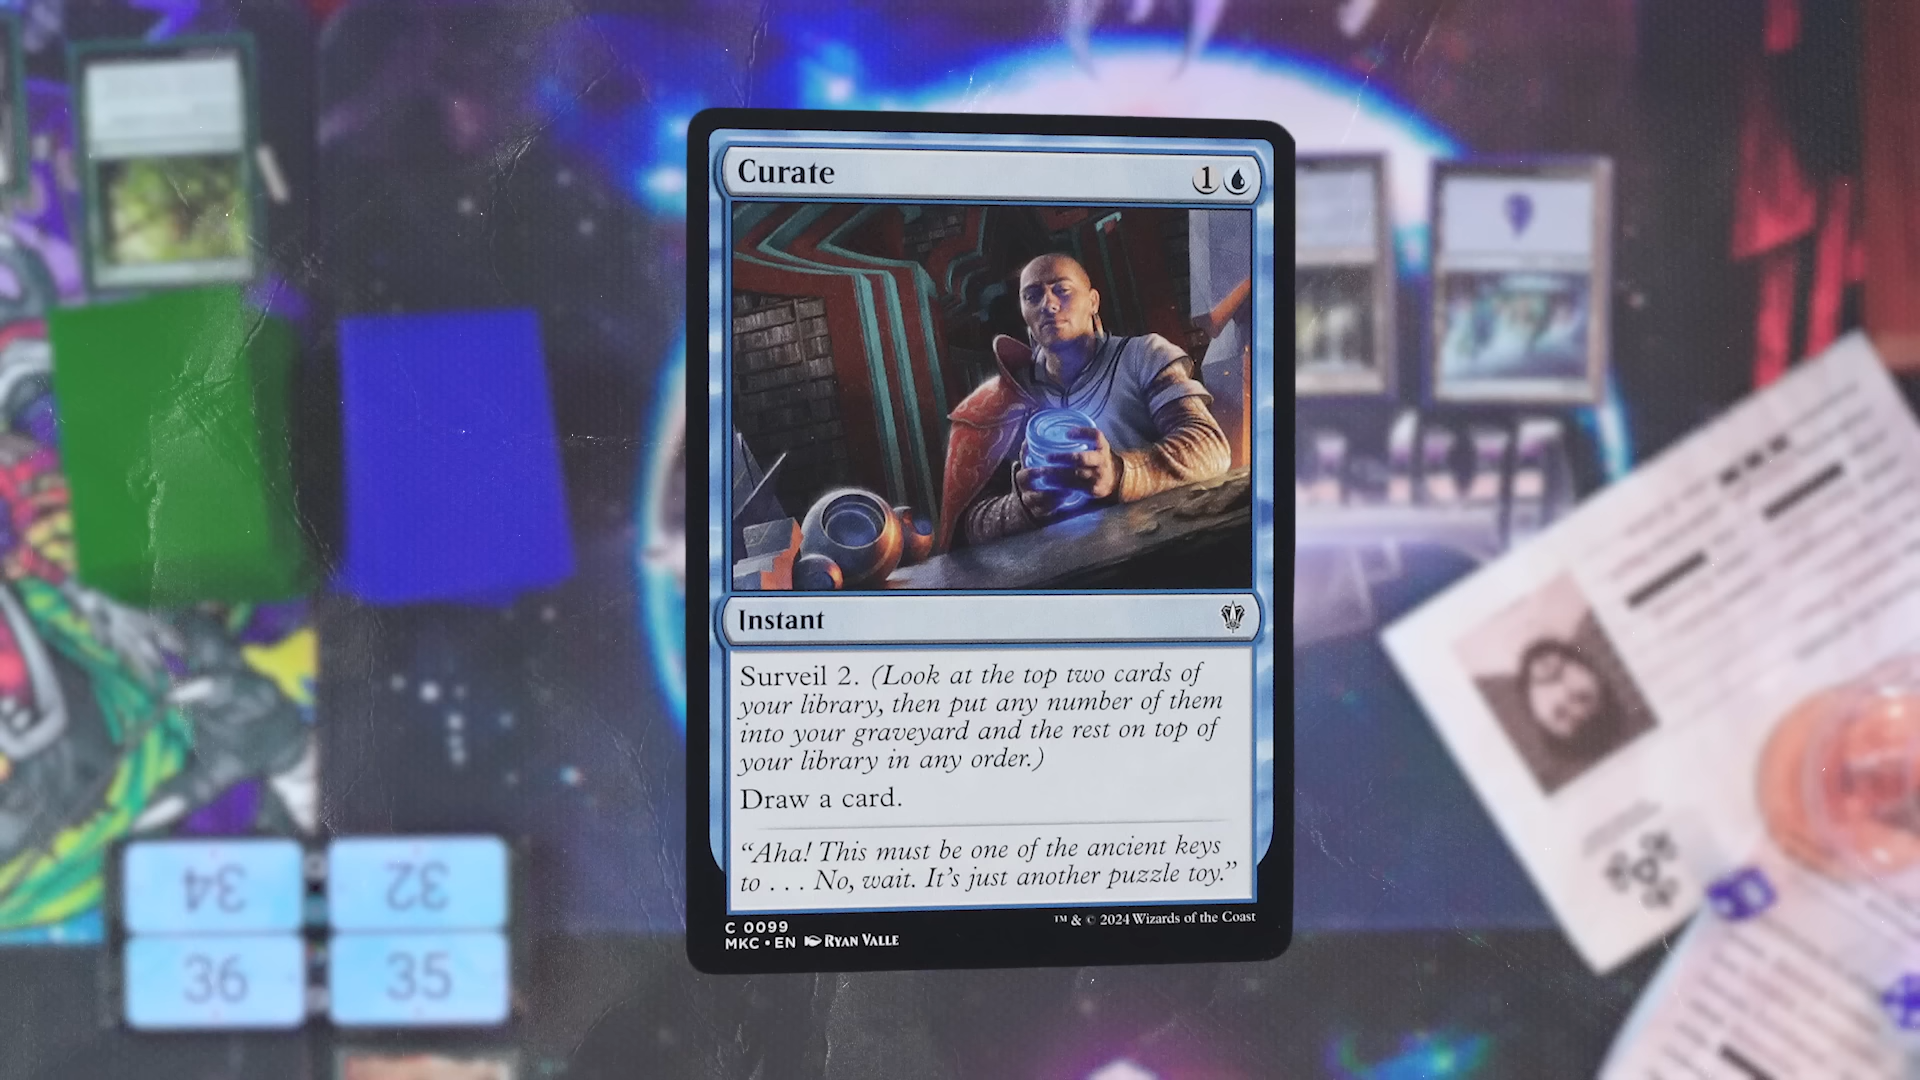 Curate
1
Instant
Surveil 2. (Look at the top two cards of
your library, then put any number of them
into your graveyard and the rest on top of
your library in any order.)
Draw a card.
“Aha! This must be one of the ancient keys
to . . . No, wait. It’s just another puzzle toy.”
C 0099
MKC • EN Ryan Valle
™ & © 2024 Wizards of the Coast
34
32
36
35